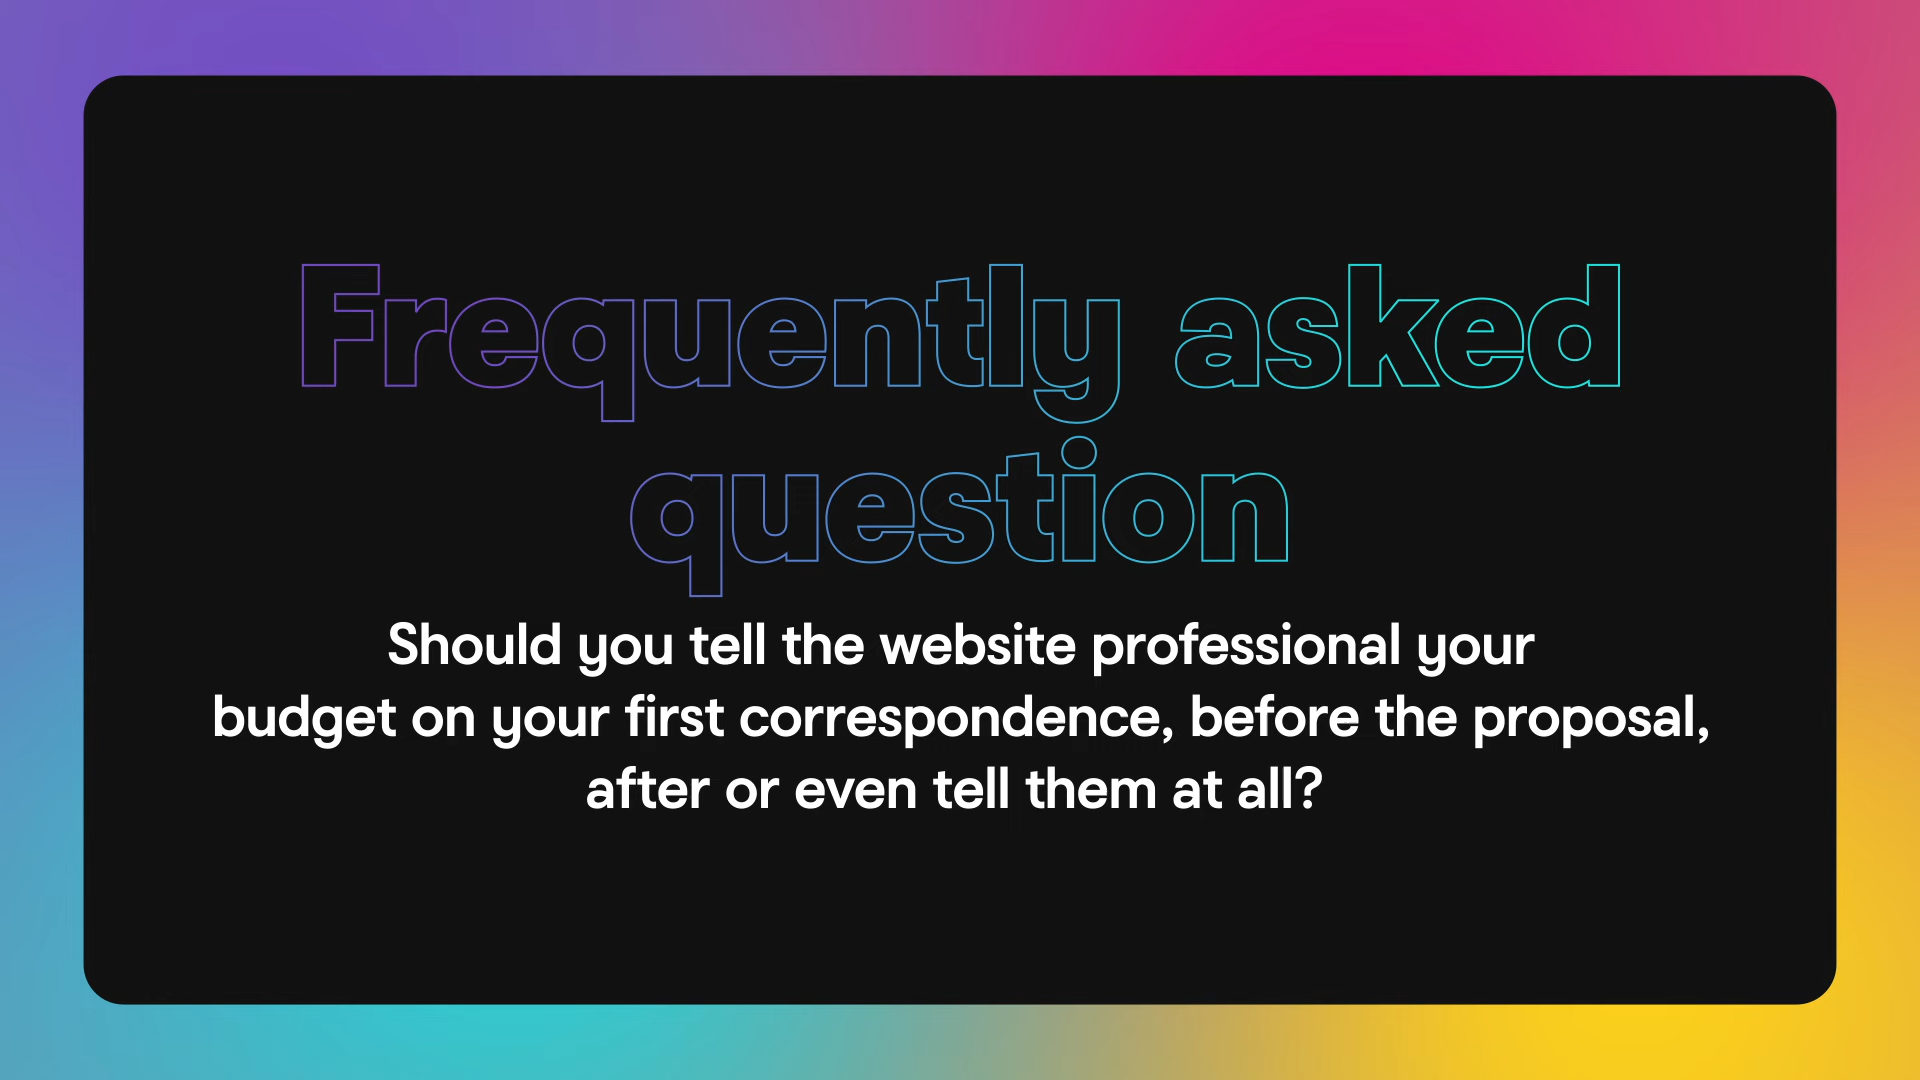 Frequently asked
question
Should you tell the website professional your
budget on your first correspondence, before the proposal,
after or even tell them at all?